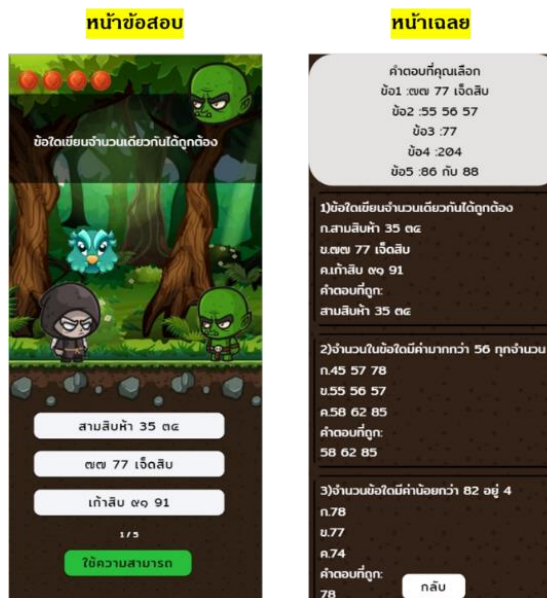 หน้าข้อสอบ
ข้อใดเขียนจำนวนเดียวกันได้ถูกต้อง
สามสิบห้า 35 ๓๕
๗๗ 77 เจ็ดสิบ
เก้าสิบ ๙๑ 91
1/5
ใช้ความสามารถ
หน้าเฉลย
คำตอบที่คุณเลือก
ข้อ1 :๗๗ 77 เจ็ดสิบ
ข้อ2 :55 56 57
ข้อ3 :77
ข้อ4 :204
ข้อ5 :86 กับ 88
1)ข้อใดเขียนจำนวนเดียวกันได้ถูกต้อง
ก.สามสิบห้า 35 ๓๕
ข.๗๗ 77 เจ็ดสิบ
ค.เก้าสิบ ๙๑ 91
คำตอบที่ถูก:
สามสิบห้า 35 ๓๕
2)จำนวนในข้อใดมีค่ามากกว่า 56 ทุกจำนวน
ก.45 57 78
ข.55 56 57
ค.58 62 85
คำตอบที่ถูก:
58 62 85
3)จำนวนข้อใดมีค่าน้อยกว่า 82 อยู่ 4
ก.78
ข.77
ค.74
คำตอบที่ถูก:
78
กลับ